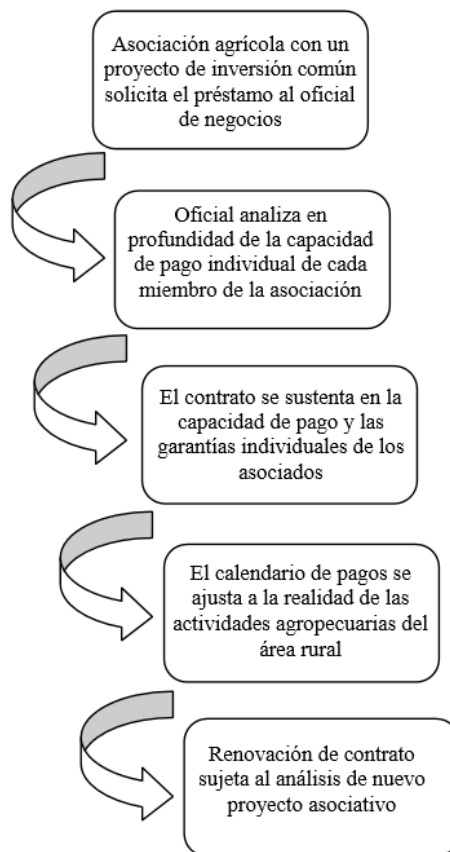 Asociación agrícola con un
proyecto de inversión común
solicita el préstamo al oficial
de negocios
Oficial analiza en
profundidad de la capacidad
de pago individual de cada
miembro de la asociación
El contrato se sustenta en la
capacidad de pago y las
garantías individuales de los
asociados
El calendario de pagos se
ajusta a la realidad de las
actividades agropecuarias del
área rural
Renovación de contrato
sujeta al análisis de nuevo
proyecto asociativo